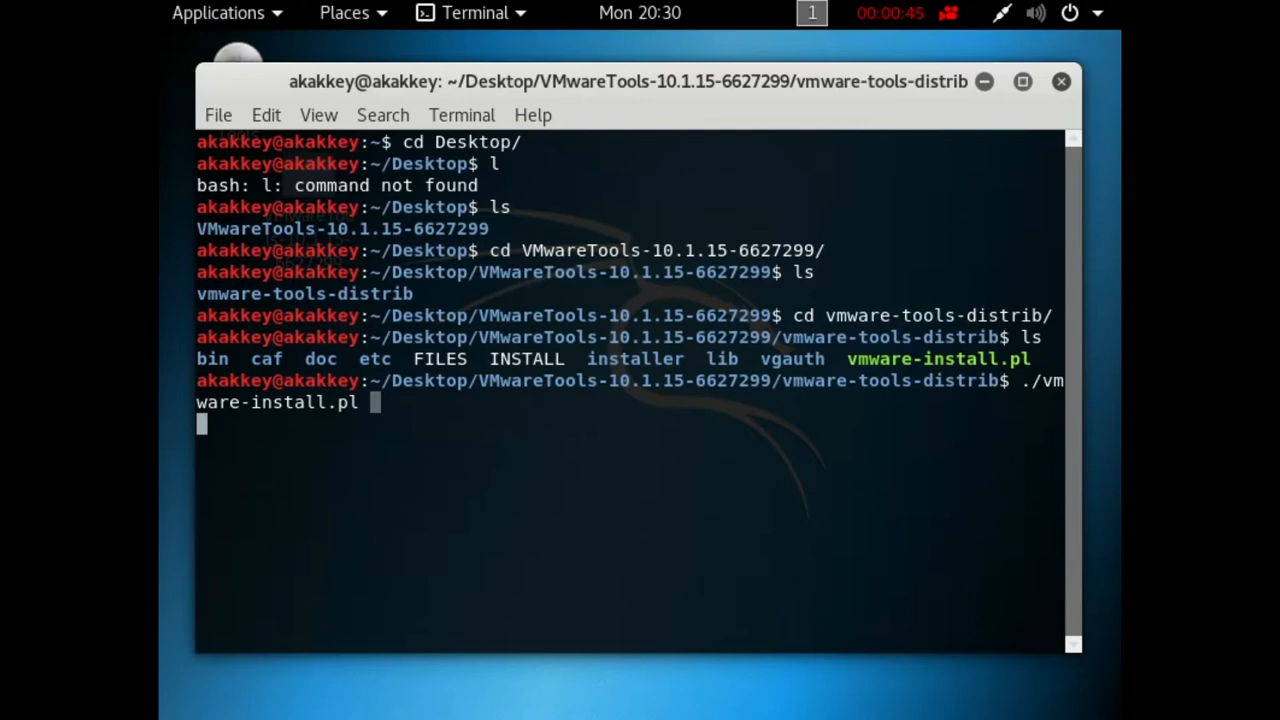 Applications Places Terminal Mon 20:30 1 00:00:45
akakkey@akakkey: ~/Desktop/VMwareTools-10.1.15-6627299/vmware-tools-distrib
File Edit View Search Terminal Help
akakkey@akakkey:~$ cd Desktop/
akakkey@akakkey:~/Desktop$ l
bash: l: command not found
akakkey@akakkey:~/Desktop$ ls
VMwareTools-10.1.15-6627299
akakkey@akakkey:~/Desktop$ cd VMwareTools-10.1.15-6627299/
akakkey@akakkey:~/Desktop/VMwareTools-10.1.15-6627299$ ls
vmware-tools-distrib
akakkey@akakkey:~/Desktop/VMwareTools-10.1.15-6627299$ cd vmware-tools-distrib/
akakkey@akakkey:~/Desktop/VMwareTools-10.1.15-6627299/vmware-tools-distrib$ ls
bin caf doc etc FILES INSTALL installer lib vgauth vmware-install.pl
akakkey@akakkey:~/Desktop/VMwareTools-10.1.15-6627299/vmware-tools-distrib$ ./vm
ware-install.pl